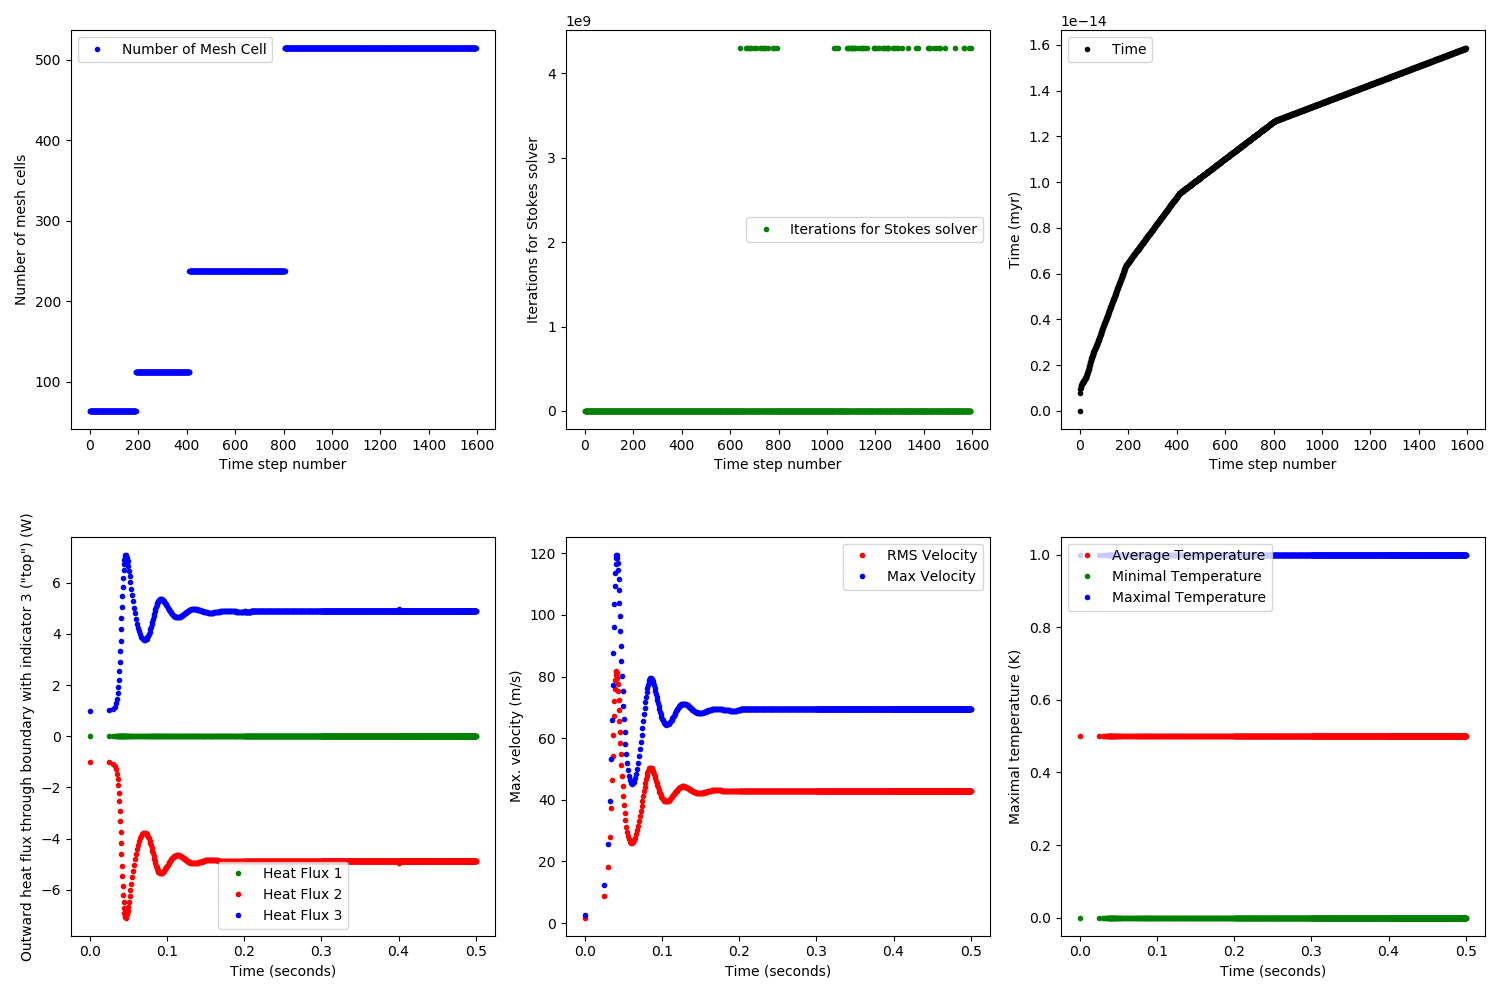 Number of Mesh Cell
500
400
300
200
100
Number of mesh cells
0 200 400 600 800 1000 1200 1400 1600
Time step number
1e9
4
3
2
1
0
Iterations for Stokes solver
Iterations for Stokes solver
0 200 400 600 800 1000 1200 1400 1600
Time step number
1e−14
Time
1.6
1.4
1.2
1.0
0.8
0.6
0.4
0.2
0.0
Time (myr)
0 200 400 600 800 1000 1200 1400 1600
Time step number
Outward heat flux through boundary with indicator 3 ("top") (W)
6
4
2
0
−2
−4
−6
Heat Flux 1
Heat Flux 2
Heat Flux 3
0.0 0.1 0.2 0.3 0.4 0.5
Time (seconds)
RMS Velocity
Max Velocity
120
100
80
60
40
20
0
Max. velocity (m/s)
0.0 0.1 0.2 0.3 0.4 0.5
Time (seconds)
Average Temperature
Minimal Temperature
Maximal Temperature
1.0
0.8
0.6
0.4
0.2
0.0
Maximal temperature (K)
0.0 0.1 0.2 0.3 0.4 0.5
Time (seconds)